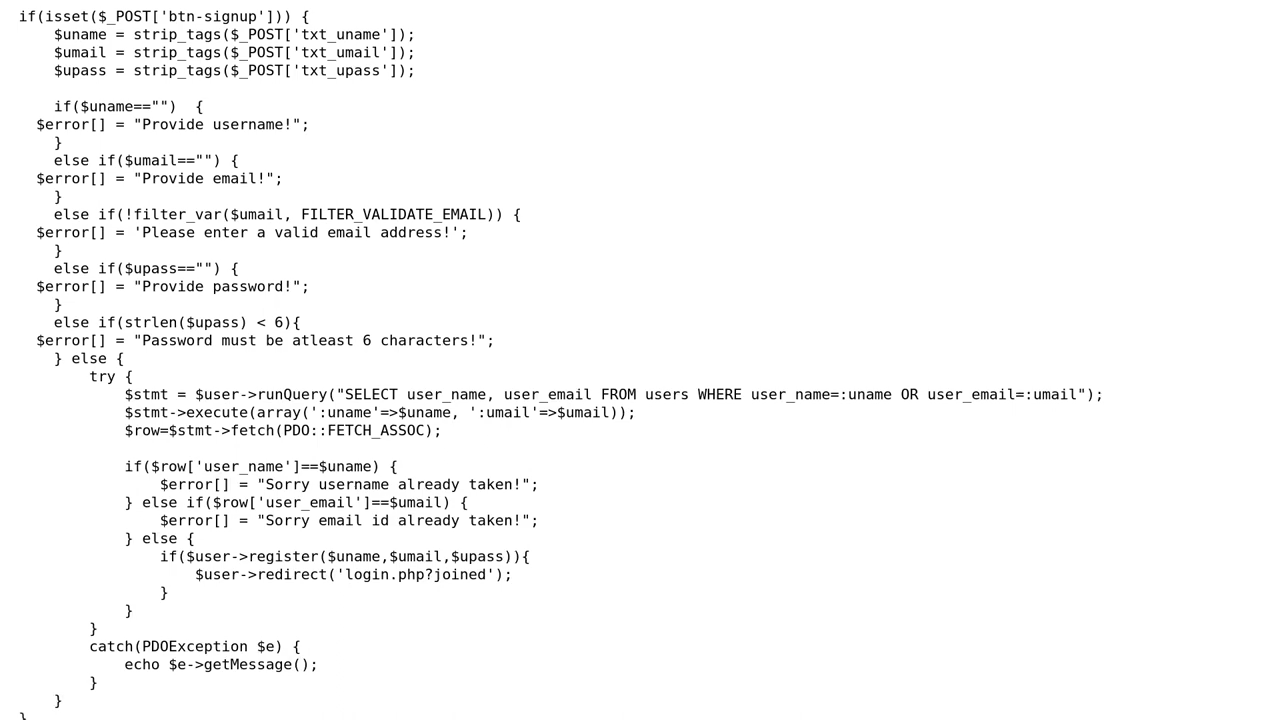 if(isset($_POST['btn-signup'])) {
    $uname = strip_tags($_POST['txt_uname']);
    $umail = strip_tags($_POST['txt_umail']);
    $upass = strip_tags($_POST['txt_upass']);

    if($uname=="")  {
  $error[] = "Provide username!";
    }
    else if($umail=="") {
  $error[] = "Provide email!";
    }
    else if(!filter_var($umail, FILTER_VALIDATE_EMAIL)) {
  $error[] = 'Please enter a valid email address!';
    }
    else if($upass=="") {
  $error[] = "Provide password!";
    }
    else if(strlen($upass) < 6){
  $error[] = "Password must be atleast 6 characters!";
    } else {
        try {
            $stmt = $user->runQuery("SELECT user_name, user_email FROM users WHERE user_name=:uname OR user_email=:umail");
            $stmt->execute(array(':uname'=>$uname, ':umail'=>$umail));
            $row=$stmt->fetch(PDO::FETCH_ASSOC);

            if($row['user_name']==$uname) {
                $error[] = "Sorry username already taken!";
            } else if($row['user_email']==$umail) {
                $error[] = "Sorry email id already taken!";
            } else {
                if($user->register($uname,$umail,$upass)){
                    $user->redirect('login.php?joined');
                }
            }
        }
        catch(PDOException $e) {
            echo $e->getMessage();
        }
    }
}